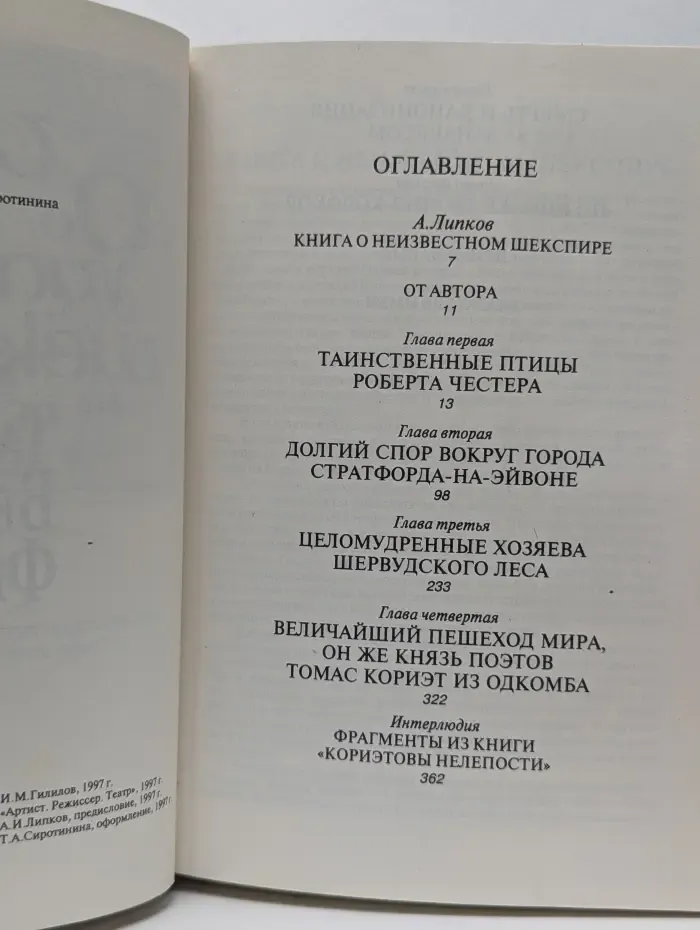 ротинина
И.М.Гилилов, 1997 г.
«Артист. Режиссер. Театр», 1997 г.
А.И.Липков, предисловие, 1997 г.
Т.А.Сиротинина, оформление, 1997 г.
ОГЛАВЛЕНИЕ
А.Липков
КНИГА О НЕИЗВЕСТНОМ ШЕКСПИРЕ
7
ОТ АВТОРА
11
Глава первая
ТАИНСТВЕННЫЕ ПТИЦЫ
РОБЕРТА ЧЕСТЕРА
13
Глава вторая
ДОЛГИЙ СПОР ВОКРУГ ГОРОДА
СТРАТФОРДА-НА-ЭЙВОНЕ
98
Глава третья
ЦЕЛОМУДРЕННЫЕ ХОЗЯЕВА
ШЕРВУДСКОГО ЛЕСА
233
Глава четвертая
ВЕЛИЧАЙШИЙ ПЕШЕХОД МИРА,
ОН ЖЕ КНЯЗЬ ПОЭТОВ
ТОМАС КОРИЭТ ИЗ ОДКОМБА
322
Интерлюдия
ФРАГМЕНТЫ ИЗ КНИГИ
«КОРИЭТОВЫ НЕЛЕПОСТИ»
362